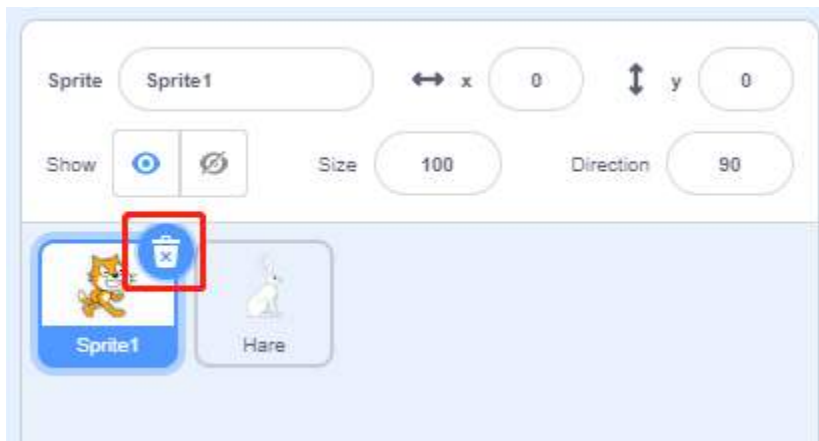 Sprite Sprite1 x 0 y 0
Show Size 100 Direction 90
Sprite1 Hare